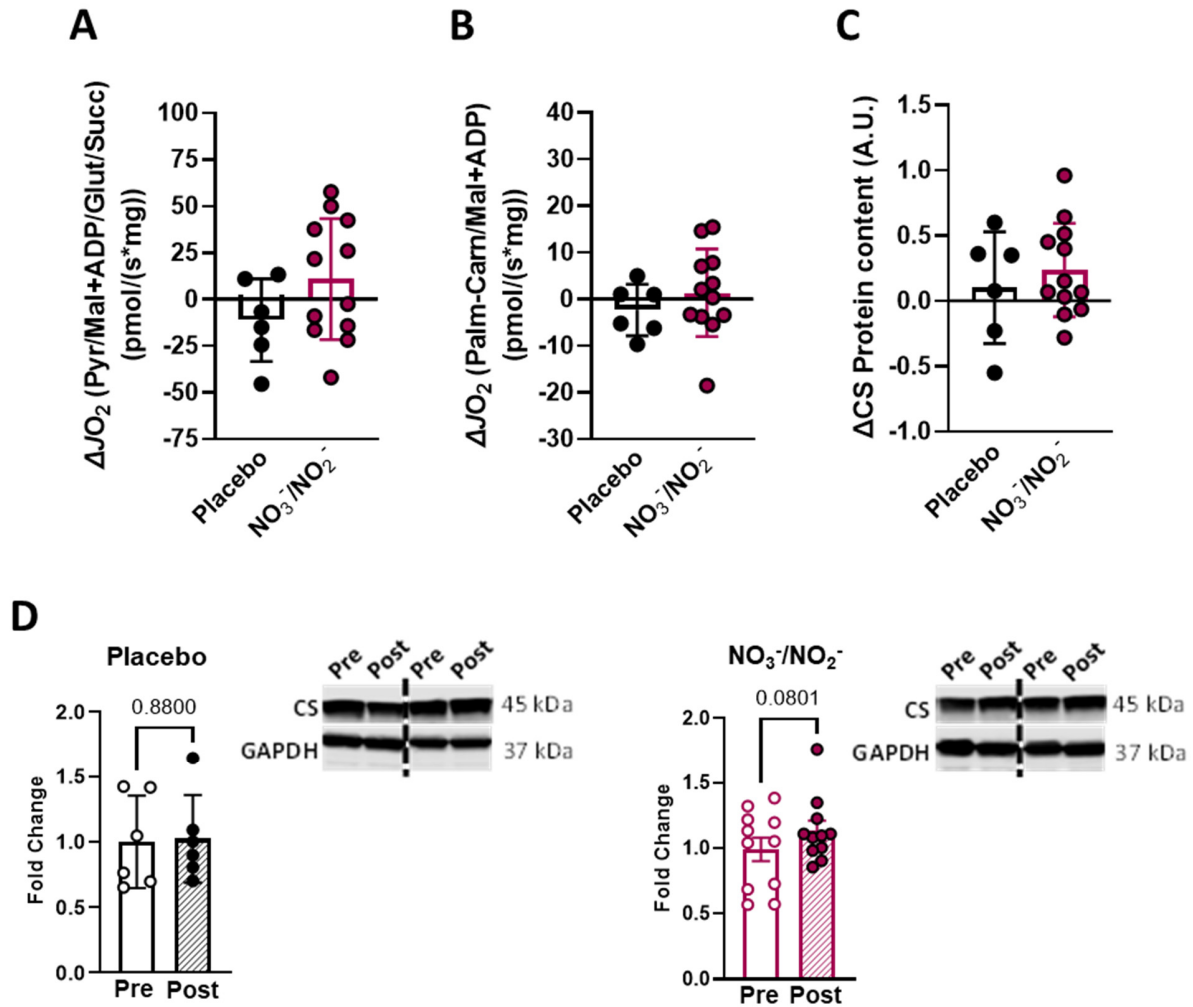 A
B
C
ΔJO₂ (Pyr/Mal+ADP/Glut/Succ)
(pmol/(s*mg))
100
75
50
25
0
-25
-50
-75
Placebo
NO₃⁻/NO₂⁻
ΔJO₂ (Palm-Carn/Mal+ADP)
(pmol/(s*mg))
40
30
20
10
0
-10
-20
-30
Placebo
NO₃⁻/NO₂⁻
ΔCS Protein content (A.U.)
1.5
1.0
0.5
0.0
-0.5
-1.0
Placebo
NO₃⁻/NO₂⁻
D
Placebo
Fold Change
2.0
1.5
1.0
0.5
0.0
0.8800
Pre Post
Pre Post Pre Post
CS 45 kDa
GAPDH 37 kDa
NO₃⁻/NO₂⁻
Fold Change
2.0
1.5
1.0
0.5
0.0
0.0801
Pre Post
Pre Post Pre Post
CS 45 kDa
GAPDH 37 kDa